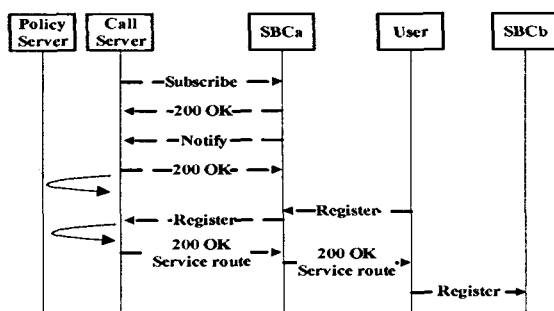 Policy Server
Call Server
SBCa
User
SBCb
Subscribe
200 OK
Notify
200 OK
Register
Register
200 OK
Service route
200 OK
Service route
Register